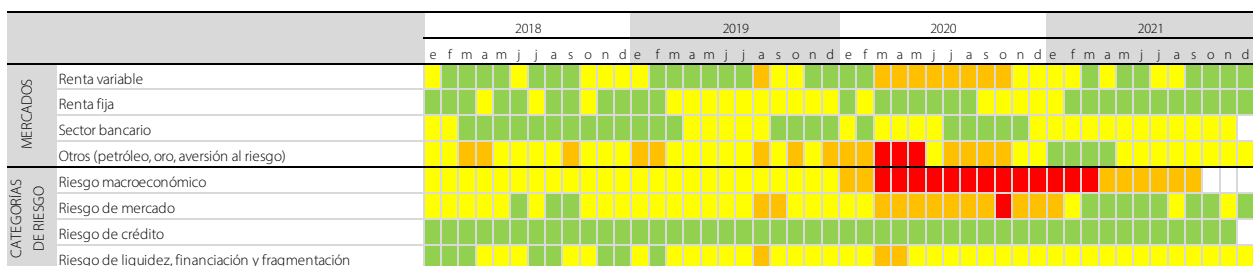 2018 2019 2020 2021
e f m a m j j a s o n d e f m a m j j a s o n d e f m a m j j a s o n d e f m a m j j a s o n d
MERCADOS
Renta variable
Renta fija
Sector bancario
Otros (petróleo, oro, aversión al riesgo)
CATEGORÍAS
DE RIESGO
Riesgo macroeconómico
Riesgo de mercado
Riesgo de crédito
Riesgo de liquidez, financiación y fragmentación